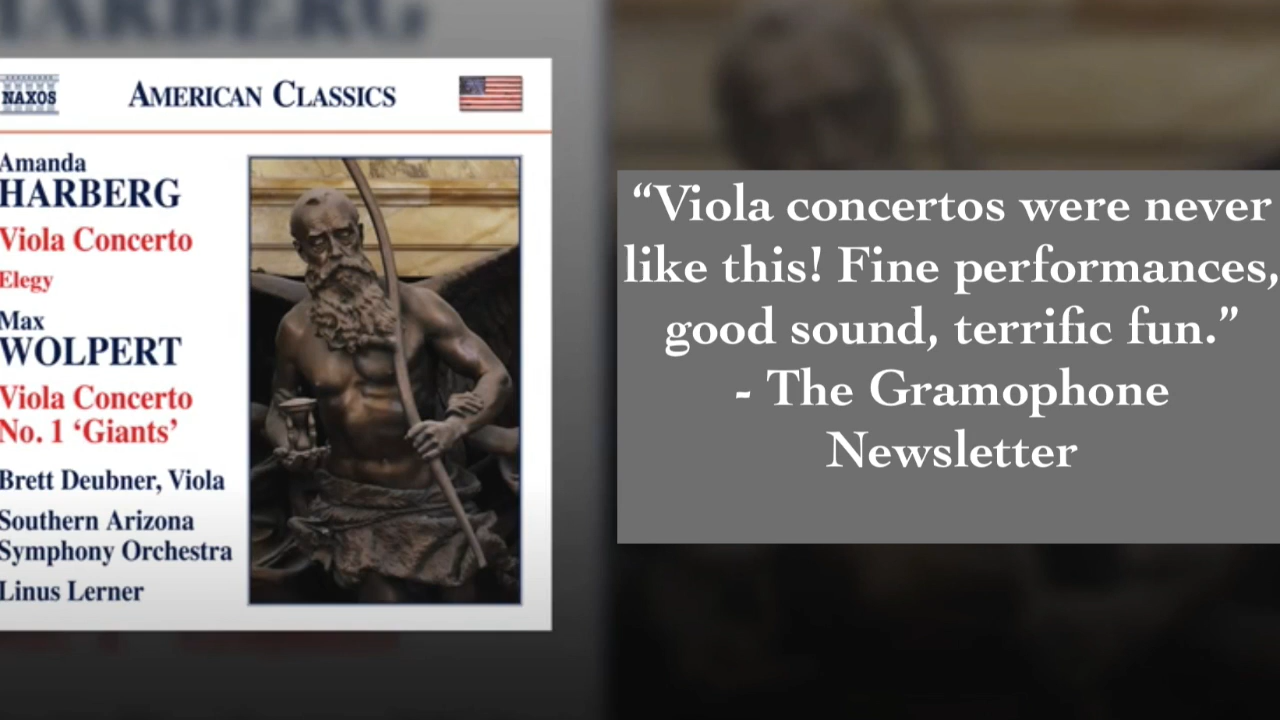 HARBERG
NAXOS
AMERICAN CLASSICS
Amanda
HARBERG
Viola Concerto
Elegy
Max
WOLPERT
Viola Concerto
No. 1 ‘Giants’
Brett Deubner, Viola
Southern Arizona
Symphony Orchestra
Linus Lerner
“Viola concertos were never
like this! Fine performances,
good sound, terrific fun.”
- The Gramophone
Newsletter